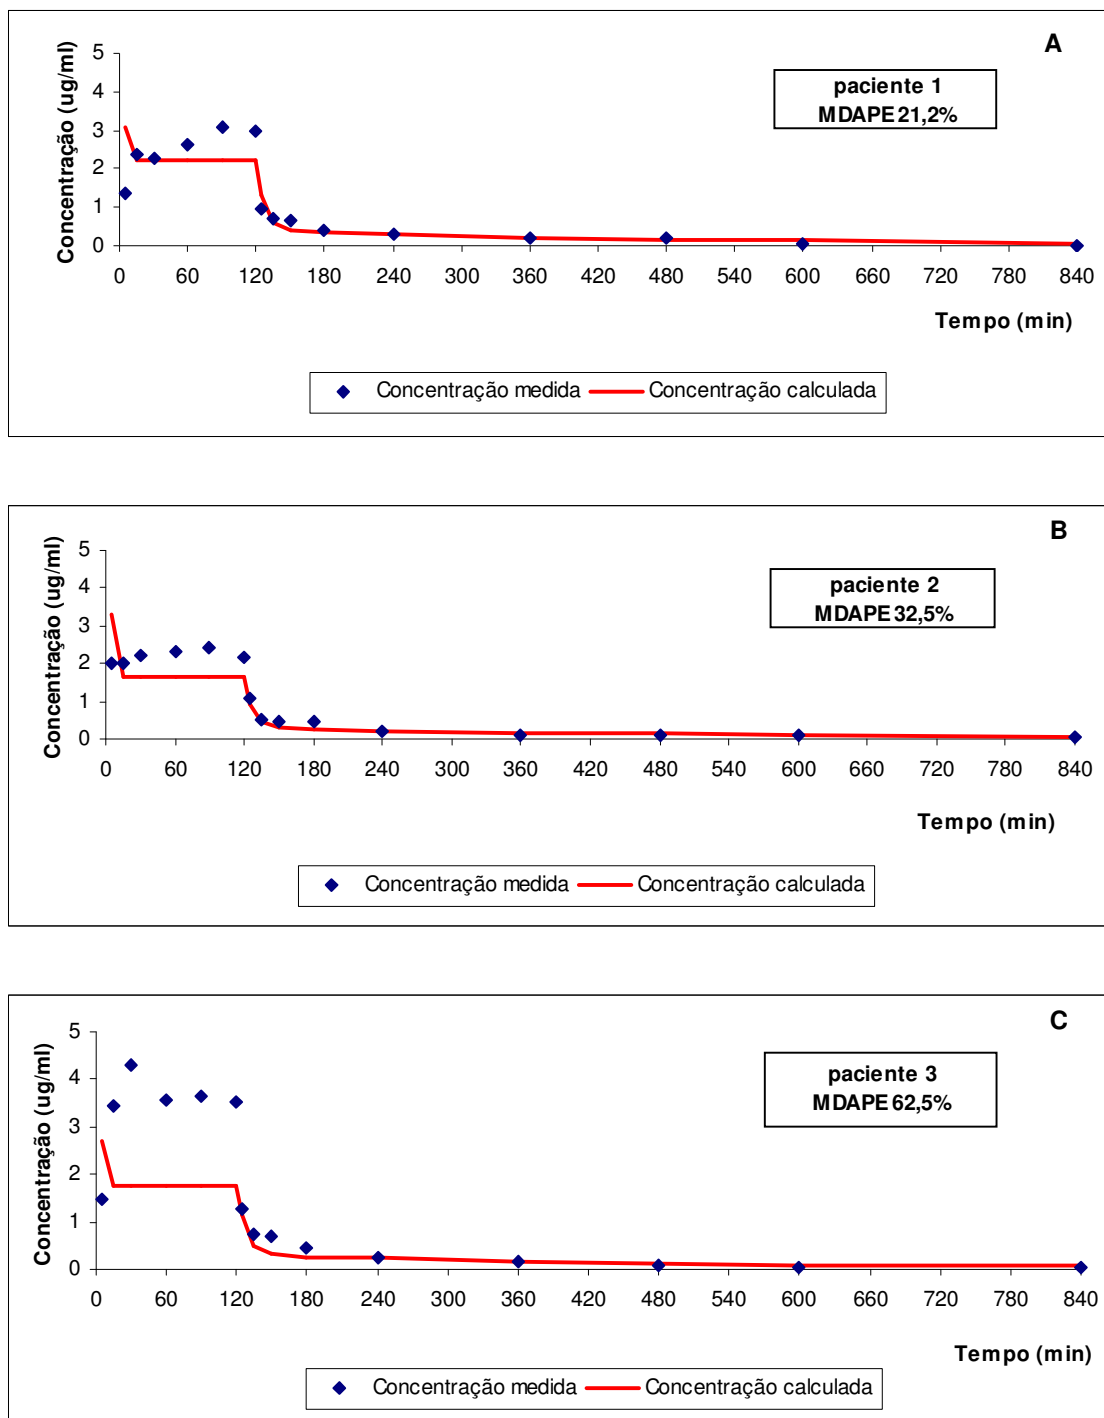 A
Concentração (ug/ml)
5
4
3
2
1
0
paciente 1
MDAPE 21,2%
0 60 120 180 240 300 360 420 480 540 600 660 720 780 840
Tempo (min)
Concentração medida Concentração calculada
B
Concentração (ug/ml)
5
4
3
2
1
0
paciente 2
MDAPE 32,5%
0 60 120 180 240 300 360 420 480 540 600 660 720 780 840
Tempo (min)
Concentração medida Concentração calculada
C
Concentração (ug/ml)
5
4
3
2
1
0
paciente 3
MDAPE 62,5%
0 60 120 180 240 300 360 420 480 540 600 660 720 780 840
Tempo (min)
Concentração medida Concentração calculada